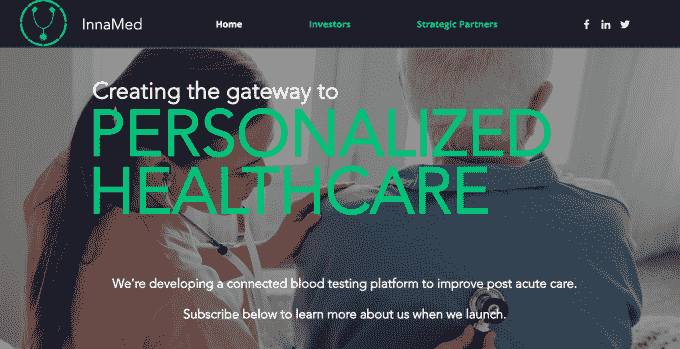 InnaMed
Home
Investors
Strategic Partners
Creating the gateway to
PERSONALIZED
HEALTHCARE
We're developing a connected blood testing platform to improve post acute care.
Subscribe below to learn more about us when we launch.